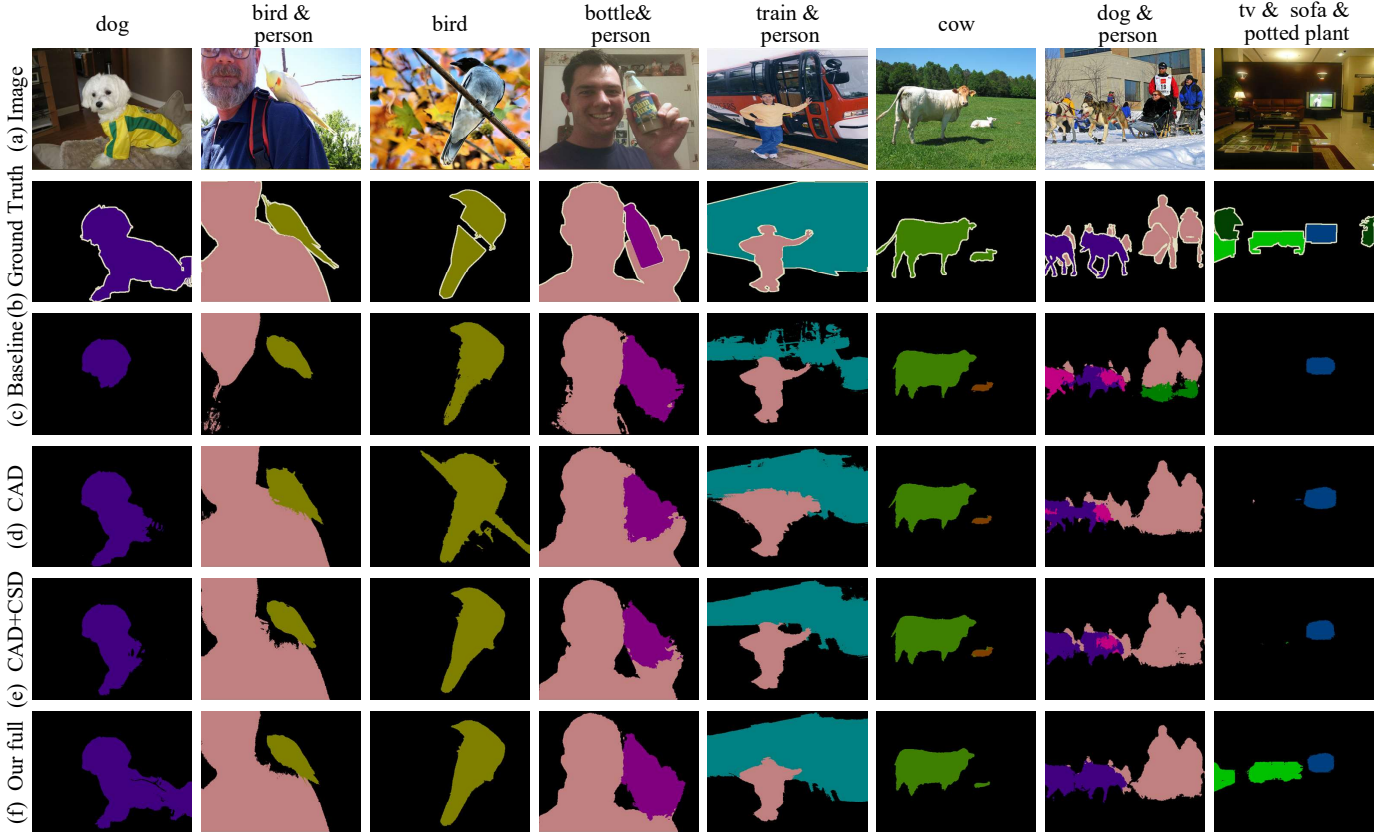 dog
bird &
person
bird
bottle&
person
train &
person
cow
dog &
person
tv & sofa &
potted plant
(a) Image
(b) Ground Truth
(c) Baseline
(d) CAD
(e) CAD+CSD
(f) Our full